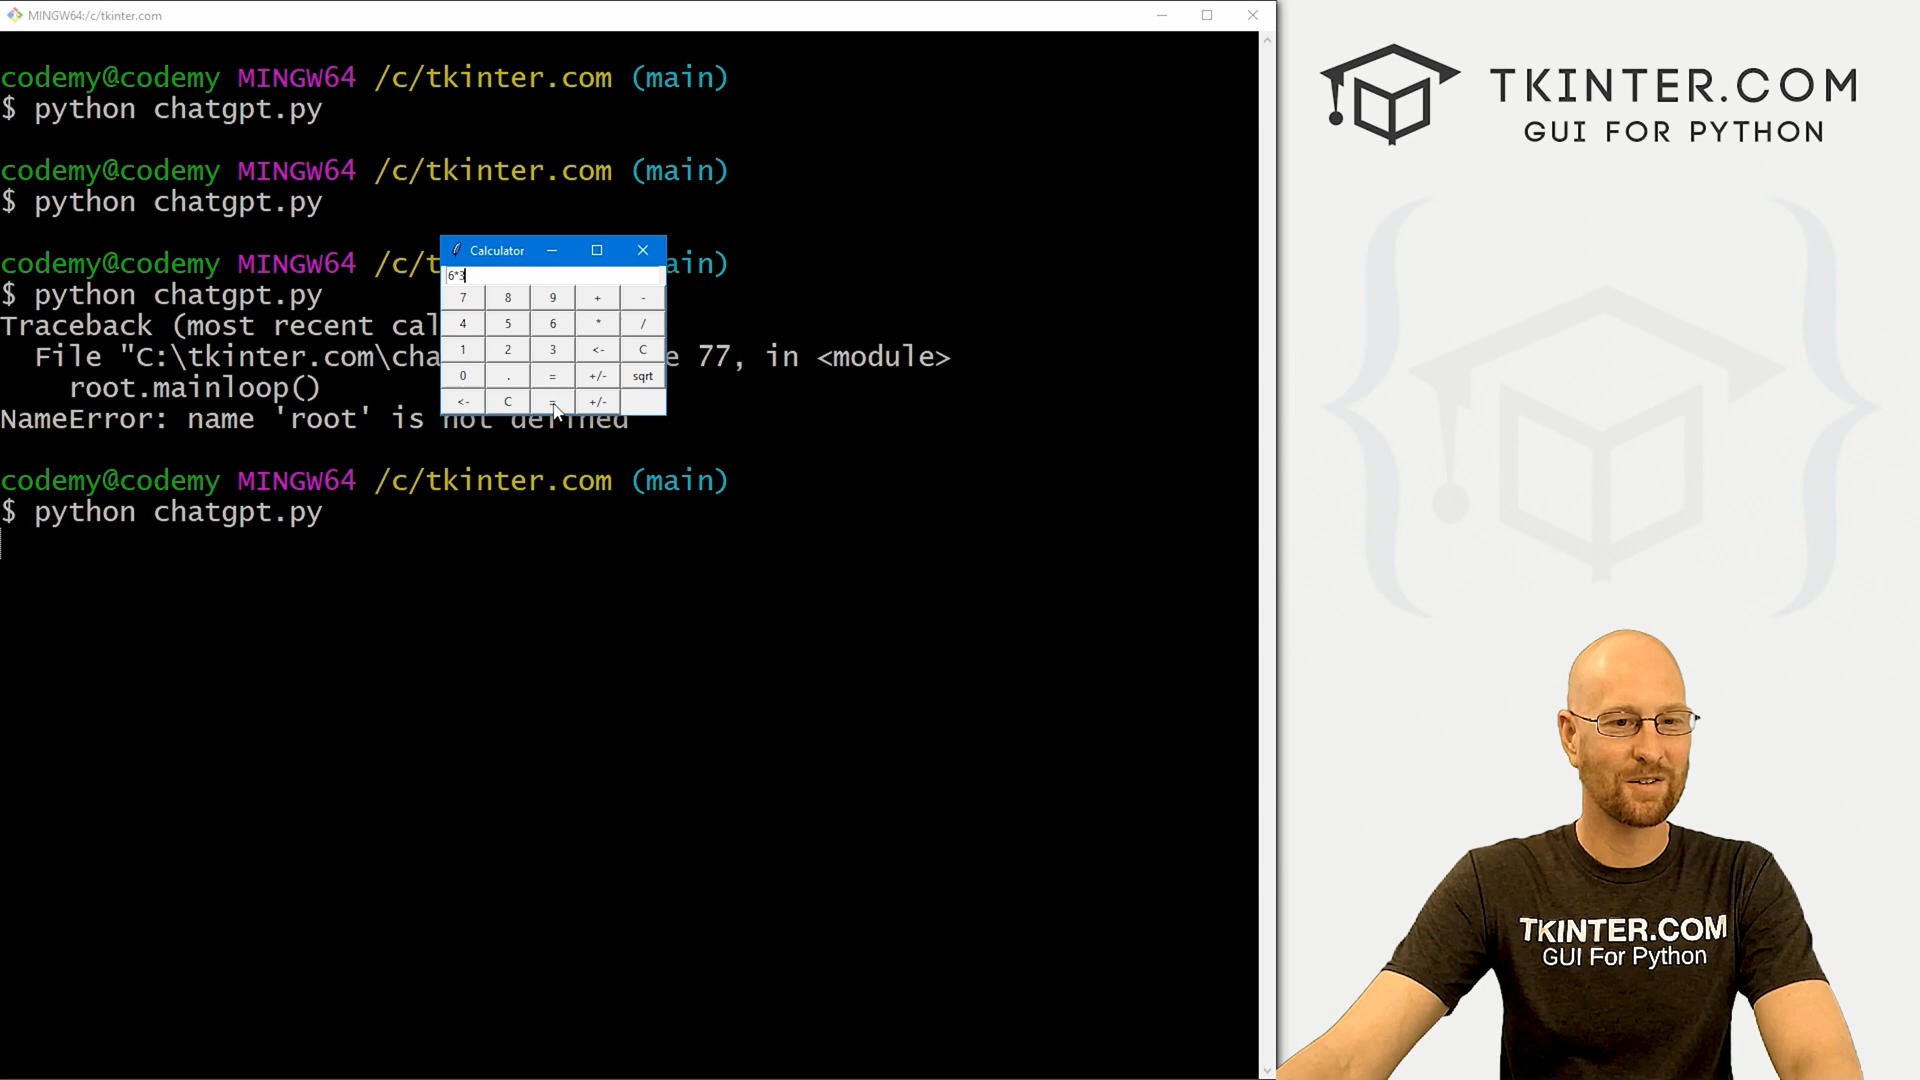 MINGW64:/c/tkinter.com
codemy@codemy MINGW64 /c/tkinter.com (main)
$ python chatgpt.py
codemy@codemy MINGW64 /c/tkinter.com (main)
$ python chatgpt.py
codemy@codemy MINGW64 /c/t ain)
$ python chatgpt.py
Traceback (most recent cal
File "C:\tkinter.com\cha e 77, in <module>
root.mainloop()
NameError: name 'root' is not defined
codemy@codemy MINGW64 /c/tkinter.com (main)
$ python chatgpt.py
Calculator
6*3
7 8 9 + -
4 5 6 * /
1 2 3 <- C
0 . = +/- sqrt
<- C = +/-
TKINTER.COM
GUI FOR PYTHON
TKINTER.COM
GUI For Python